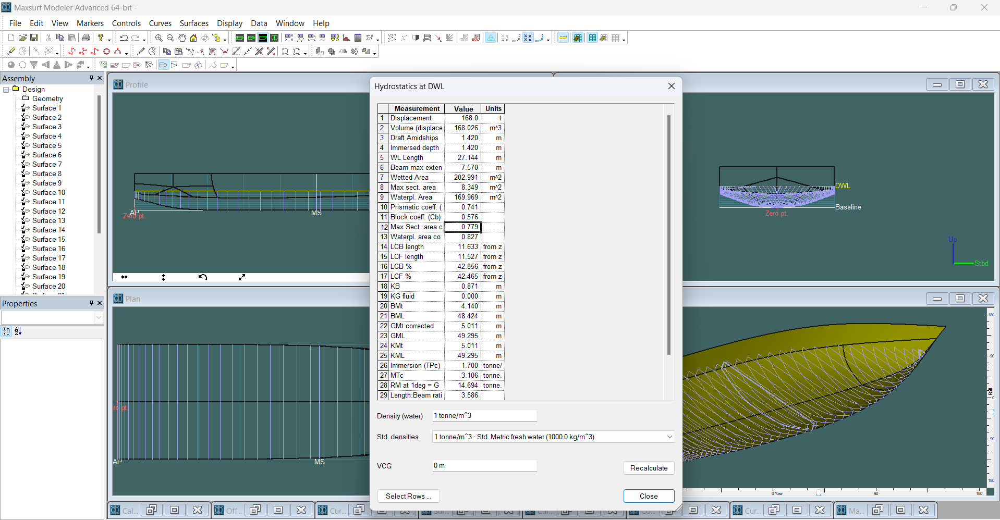 Maxsurf Modeler Advanced 64-bit -
File Edit View Markers Controls Curves Surfaces Display Data Window Help
Assembly
Design
Geometry
Surface 1
Surface 2
Surface 3
Surface 4
Surface 5
Surface 6
Surface 7
Surface 8
Surface 9
Surface 10
Surface 11
Surface 12
Surface 13
Surface 14
Surface 15
Surface 16
Surface 17
Surface 18
Surface 19
Surface 20
Properties
Profile
AP
Zero pt.
MS
Plan
AP
MS
Hydrostatics at DWL
Measurement Value Units
1 Displacement 168.0 t
2 Volume (displace 168.026 m^3
3 Draft Amidships 1.420 m
4 Immersed depth 1.420 m
5 WL Length 27.144 m
6 Beam max exten 7.570 m
7 Wetted Area 202.991 m^2
8 Max sect. area 8.349 m^2
9 Waterpl. Area 169.969 m^2
10 Prismatic coeff. ( 0.741
11 Block coeff. (Cb) 0.576
12 Max Sect. area c 0.779
13 Waterpl. area co 0.827
14 LCB length 11.633 from z
15 LCF length 11.527 from z
16 LCB % 42.856 from z
17 LCF % 42.465 from z
18 KB 0.871 m
19 KG fluid 0.000 m
20 BMt 4.140 m
21 BML 48.424 m
22 GMt corrected 5.011 m
23 GML 49.295 m
24 KMt 5.011 m
25 KML 49.295 m
26 Immersion (TPc) 1.700 tonne/
27 MTc 3.106 tonne.
28 RM at 1deg = G 14.694 tonne.
29 Length:Beam rati 3.586
Density (water) 1 tonne/m^3
Std. densities 1 tonne/m^3 - Std. Metric fresh water (1000.0 kg/m^3)
VCG 0 m
Recalculate
Select Rows ... Close
DWL
Baseline
Zero pt.
Up
Stbd
180
-90
Roll
0
90
180
0 Yaw 90 180
Cal... Off... Cur... Cur... Ma...